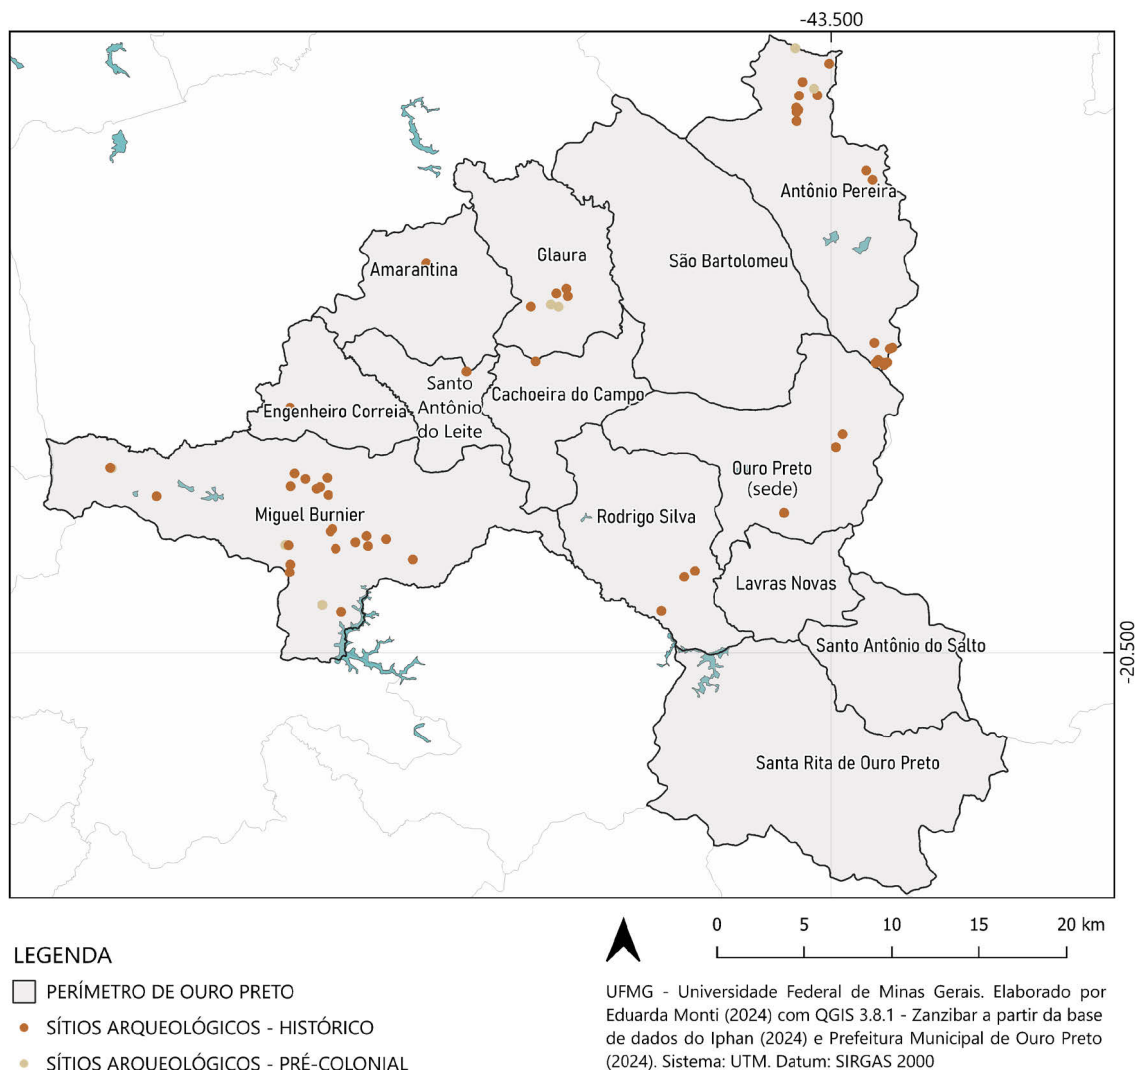 -43.500
Antônio Pereira
Glaura
São Bartolomeu
Amarantina
Santo
Antônio
do Leite
Cachoeira do Campo
Engenheiro Correia
Ouro Preto
(sede)
Miguel Burnier
Rodrigo Silva
Lavras Novas
Santo Antônio do Salto
-20.500
Santa Rita de Ouro Preto
0 5 10 15 20 km
LEGENDA
PERÍMETRO DE OURO PRETO
SÍTIOS ARQUEOLÓGICOS - HISTÓRICO
SÍTIOS ARQUEOLÓGICOS - PRÉ-COLONIAL
UFMG - Universidade Federal de Minas Gerais. Elaborado por
Eduarda Monti (2024) com QGIS 3.8.1 - Zanzibar a partir da base
de dados do Iphan (2024) e Prefeitura Municipal de Ouro Preto
(2024). Sistema: UTM. Datum: SIRGAS 2000